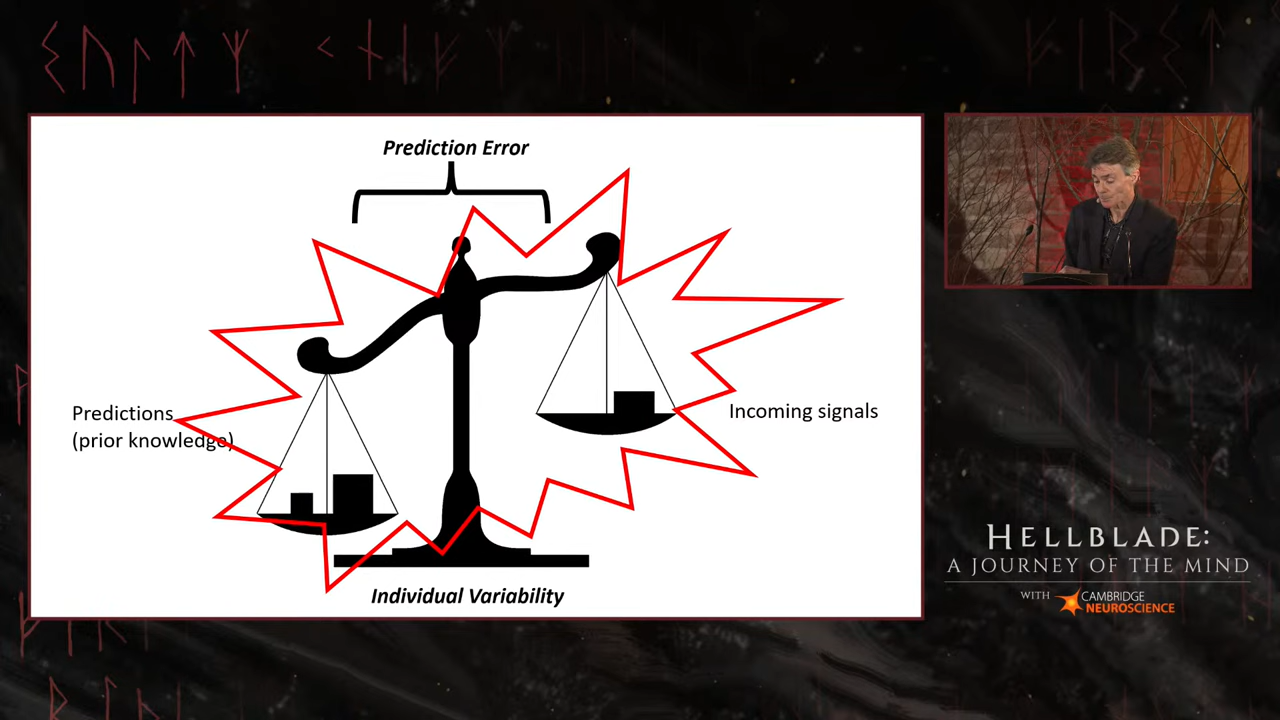 Prediction Error
Predictions
(prior knowledge)
Incoming signals
Individual Variability
HELLBLADE:
A JOURNEY OF THE MIND
WITH CAMBRIDGE
NEUROSCIENCE